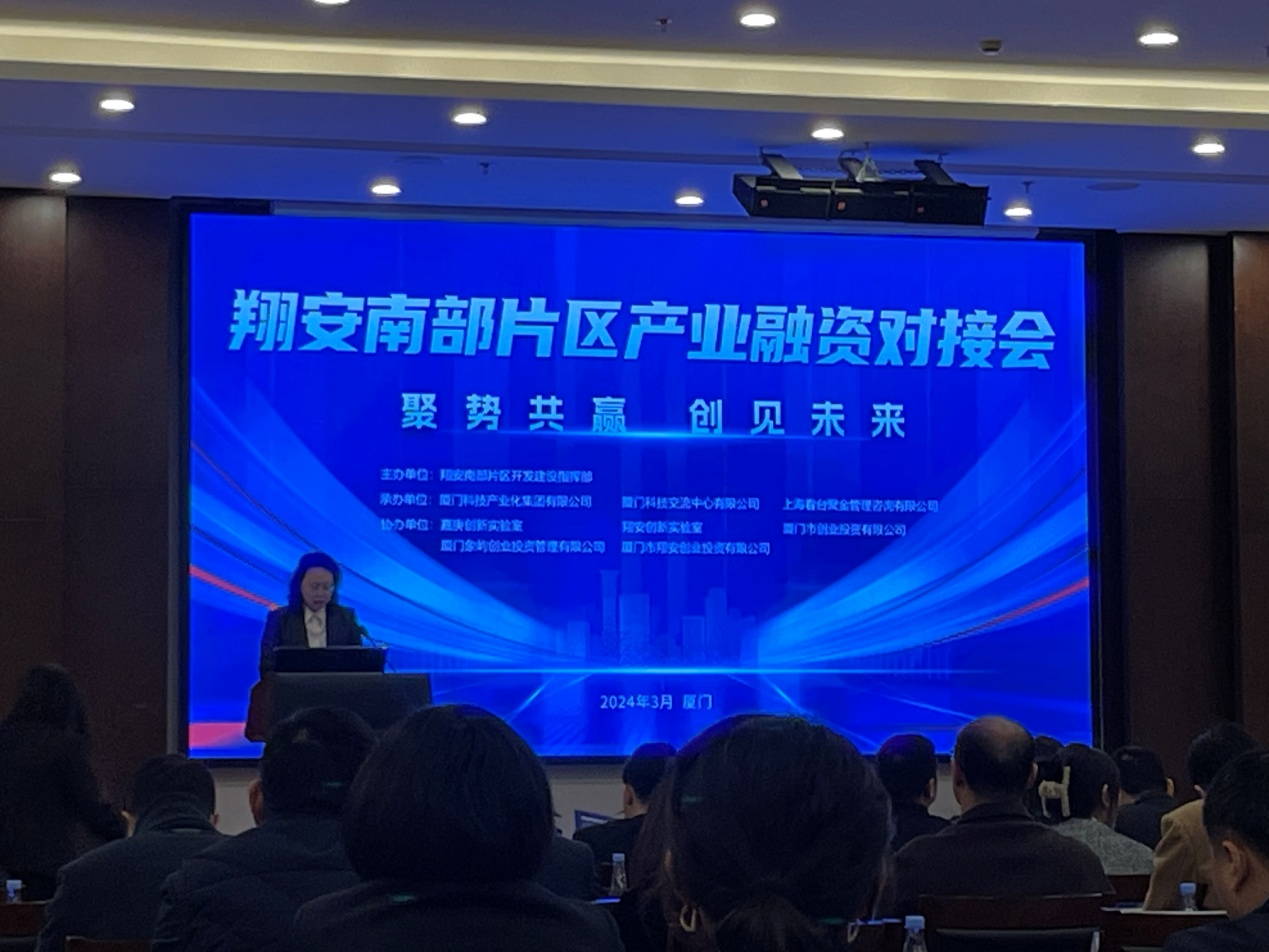 翔安南部片区产业融资对接会
聚势共赢 创见未来
主办单位：翔安南部片区开发建设指挥部
承办单位：厦门科技产业化集团有限公司 厦门科技交流中心有限公司 上海看台聚金管理咨询有限公司
协办单位：嘉庚创新实验室 翔安创新实验室 厦门市创业投资有限公司
厦门象屿创业投资管理有限公司 厦门市翔安创业投资有限公司
2024年3月 厦门